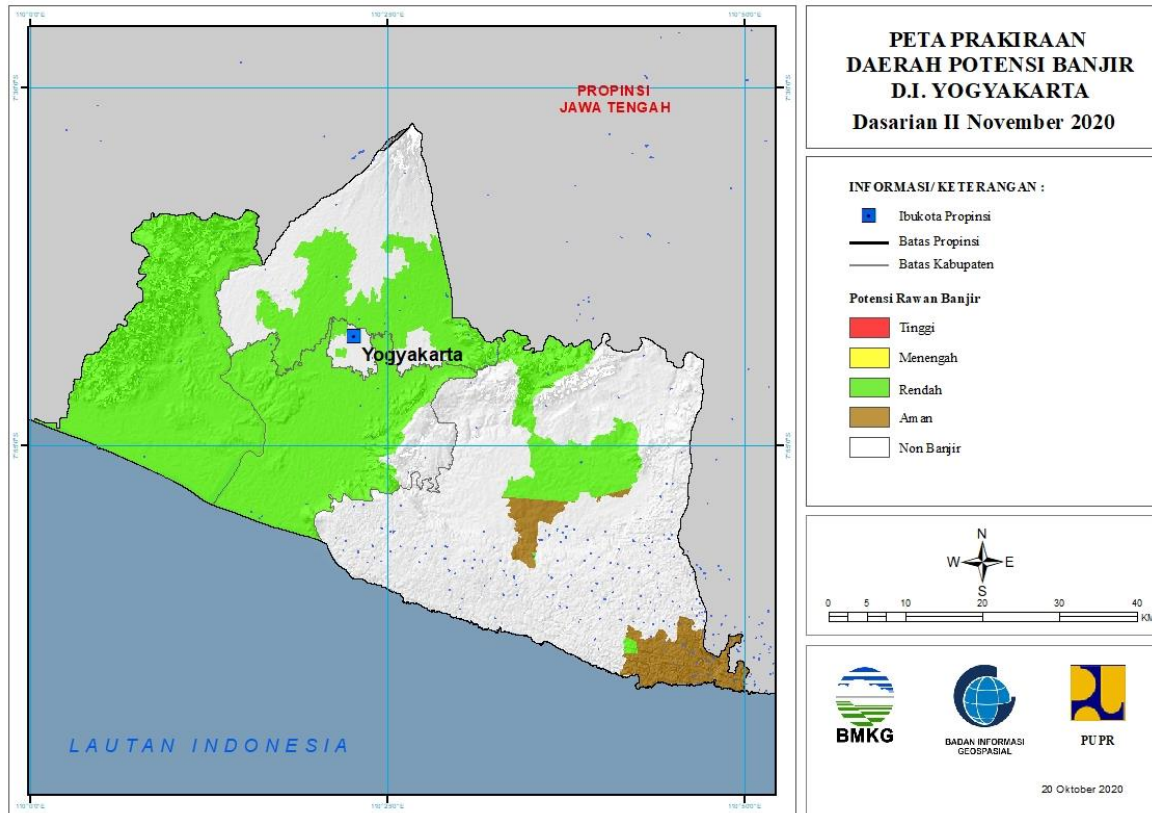 PROPINSI
JAWA TENGAH
Yogyakarta
LAUTAN INDONESIA
PETA PRAKIRAAN
DAERAH POTENSI BANJIR
D.I. YOGYAKARTA
Dasarian II November 2020
INFORMASI/ KETERANGAN :
Ibukota Propinsi
Batas Propinsi
Batas Kabupaten
Potensi Rawan Banjir
Tinggi
Menengah
Rendah
Aman
Non Banjir
N
W E
S
0 5 10 20 30 40
KM
BMKG
BADAN INFORMASI
GEOSPASIAL
PUPR
20 Oktober 2020